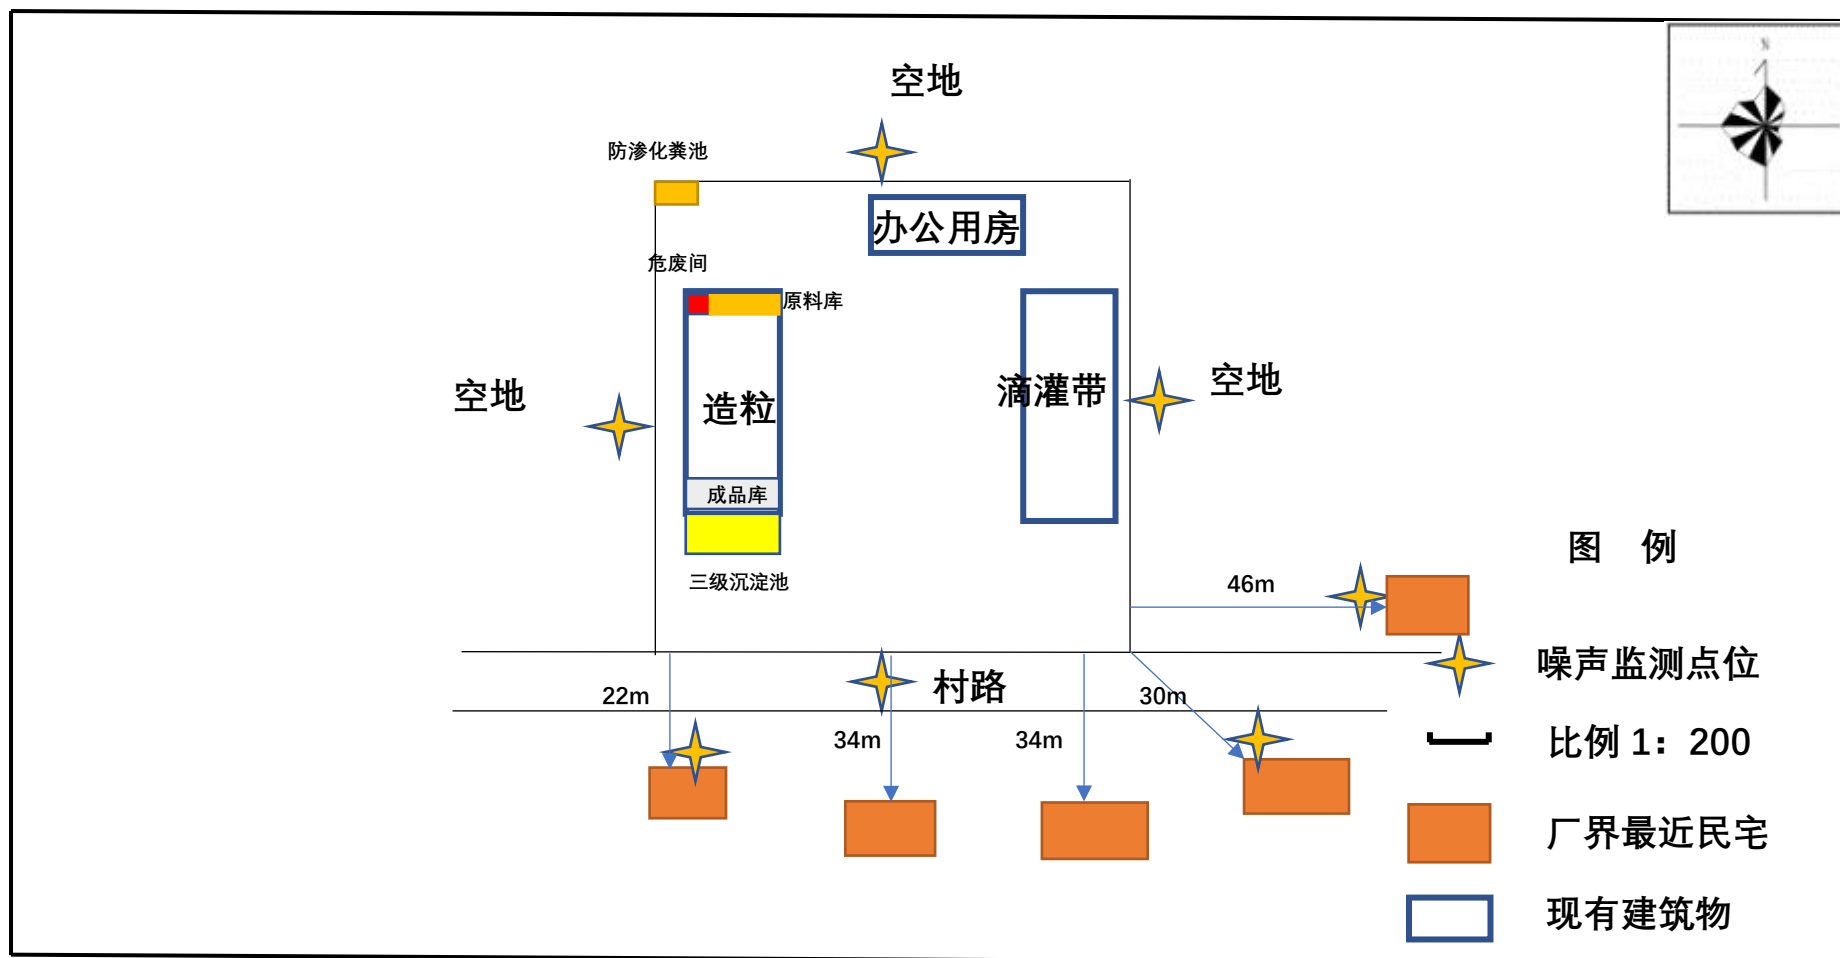 N
空地
防渗化粪池
办公用房
危废间
原料库
空地
造粒
滴灌带
空地
成品库
三级沉淀池
图 例
46m
噪声监测点位
22m
村路
30m
34m
34m
比例 1：200
厂界最近民宅
现有建筑物